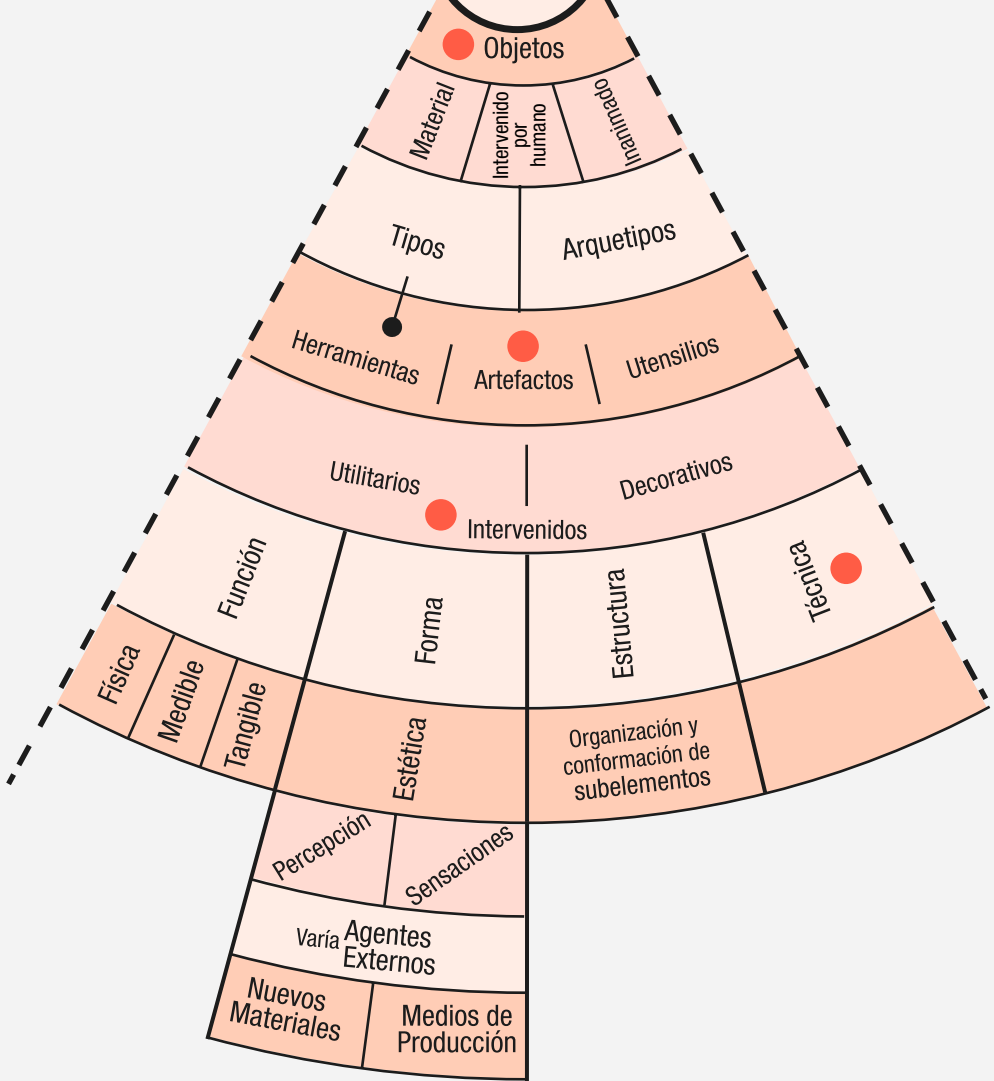 Objetos
Material
Intervenido
por
humano
Inanimado
Tipos
Arquetipos
Herramientas
Artefactos
Utensilios
Utilitarios
Decorativos
Intervenidos
Función
Forma
Estructura
Técnica
Física
Medible
Tangible
Estética
Organización y
conformación de
subelementos
Percepción
Sensaciones
Varía Agentes
Externos
Nuevos
Materiales
Medios de
Producción